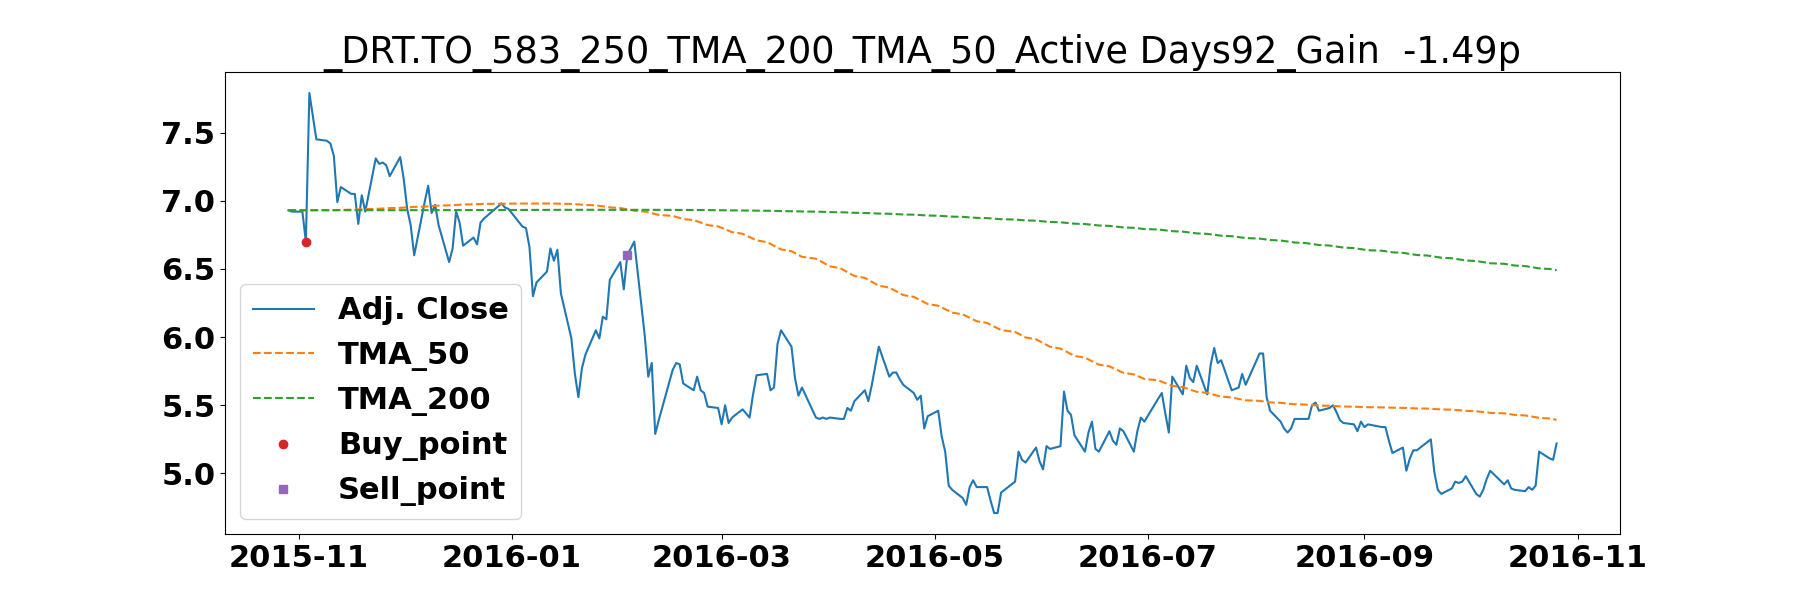 _DRT.TO_583_250_TMA_200_TMA_50_Active Days92_Gain  -1.49p
7.5
7.0
6.5
6.0
5.5
5.0
Adj. Close
TMA_50
TMA_200
Buy_point
Sell_point
2015-11 2016-01 2016-03 2016-05 2016-07 2016-09 2016-11